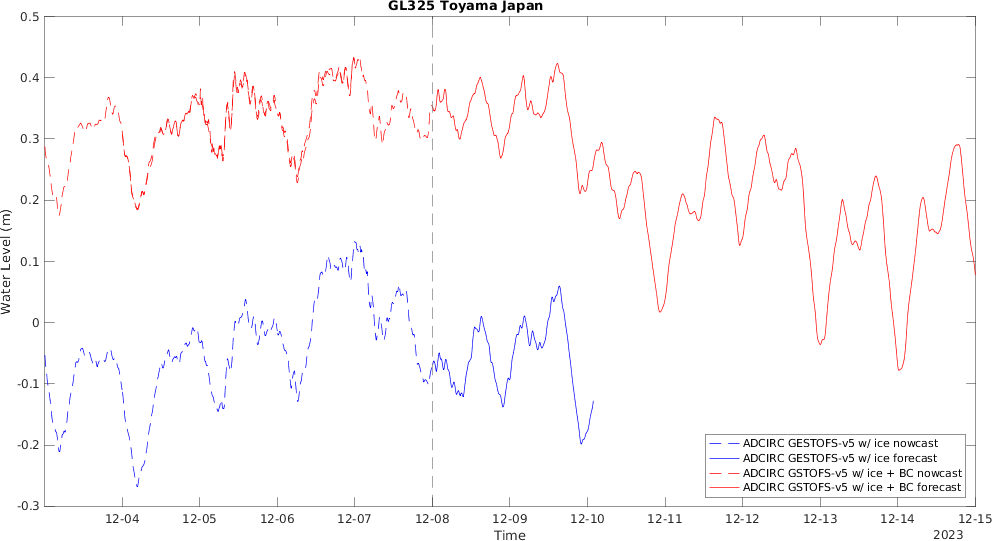 GL325 Toyama Japan
0.5
0.4
0.3
0.2
0.1
0
-0.1
-0.2
-0.3
Water Level (m)
ADCIRC GESTOFS-v5 w/ ice nowcast
ADCIRC GESTOFS-v5 w/ ice forecast
ADCIRC GSTOFS-v5 w/ ice + BC nowcast
ADCIRC GSTOFS-v5 w/ ice + BC forecast
12-04 12-05 12-06 12-07 12-08 12-09 12-10 12-11 12-12 12-13 12-14 12-15
Time
2023